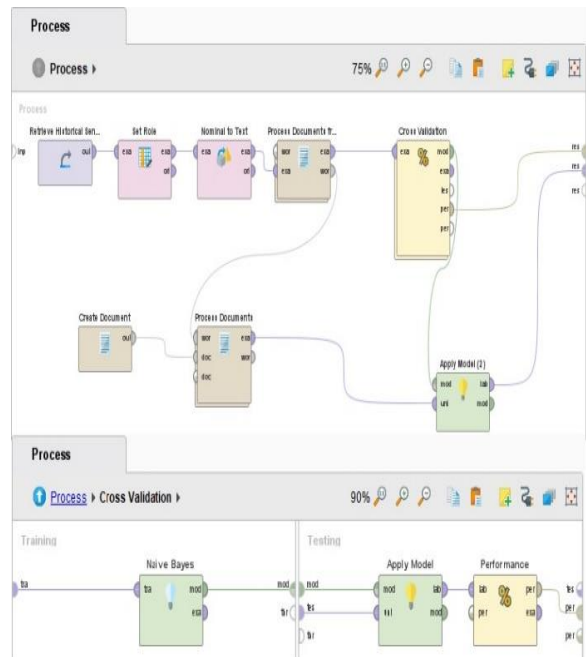 Process
Process
75%
Process
Retrieve Historical Sen...
Set Role
Nominal to Text
Process Documents fr...
Cross Validation
inp
out
exa
exa
ori
exa
exa
ori
wor
exa
exa
wor
exa
mod
exa
tes
per
per
res
res
res
Create Document
Process Documents
out
wor
doc
doc
exa
wor
Apply Model (2)
mod
unl
lab
mod
Process
Process Cross Validation
90%
Training
Testing
Naive Bayes
Apply Model
Performance
tra
tra
mod
exa
mod
thr
mod
tes
thr
mod
unl
lab
mod
lab
per
per
exa
tes
per
per